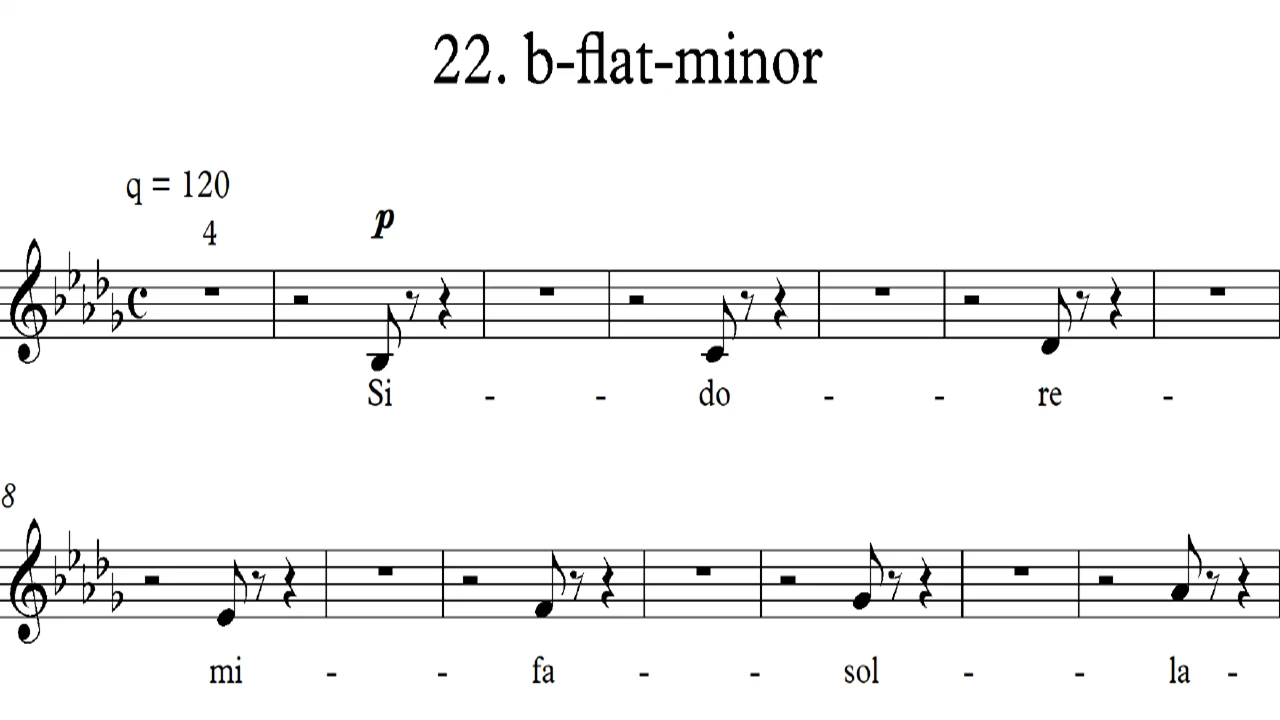 22. b-flat-minor
q = 120
4
p
Si - - do - - re -
8
mi - - fa - - sol - - la -